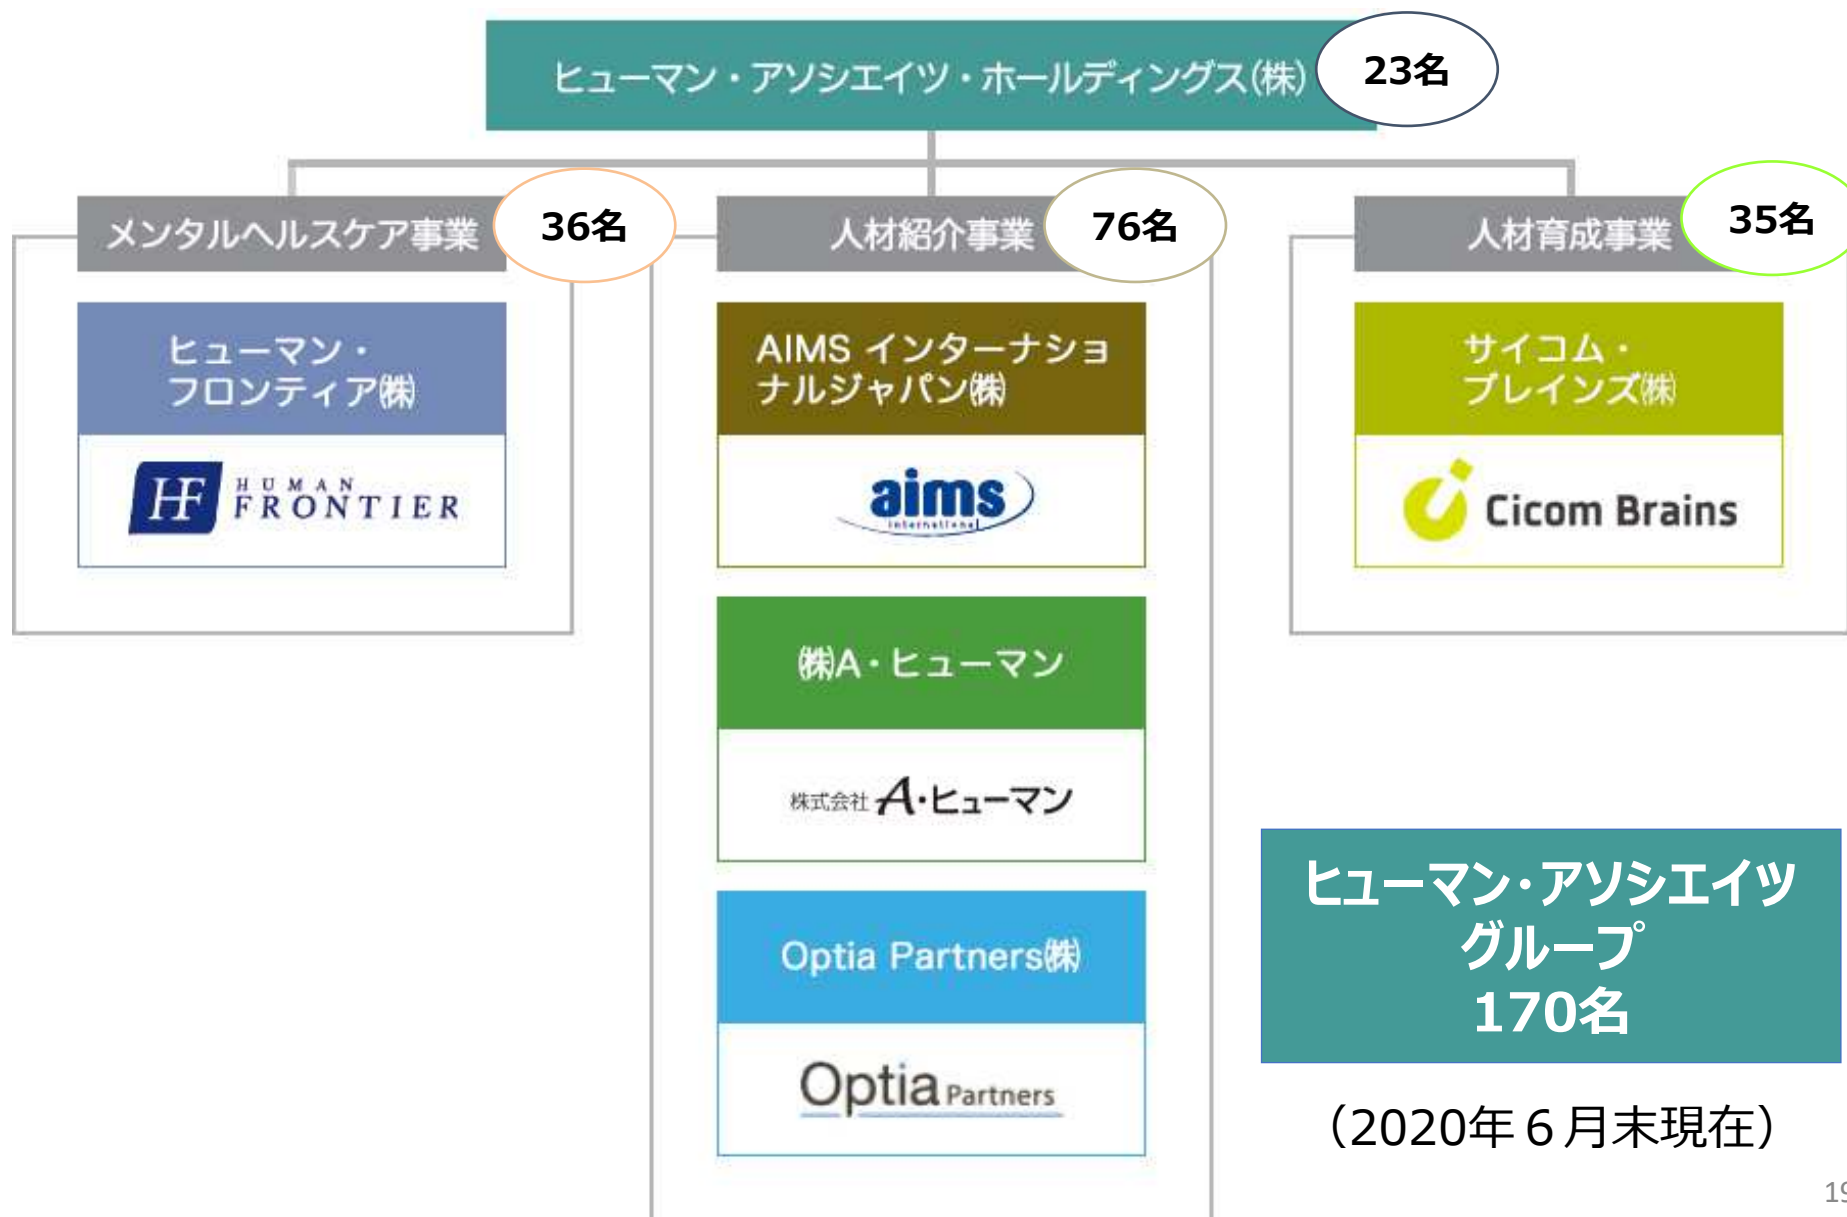 ヒューマン・アソシエイツ・ホールディングス(株)
23名
メンタルヘルスケア事業
36名
人材紹介事業
76名
人材育成事業
35名
ヒューマン・
フロンティア㈱
HF HUMAN
FRONTIER
AIMS インターナショ
ナルジャパン㈱
aims
international
㈱A・ヒューマン
株式会社 A・ヒューマン
Optia Partners㈱
Optia Partners
サイコム・
ブレインズ㈱
Cicom Brains
ヒューマン・アソシエイツ
グループ
170名
（2020年６月末現在）
19